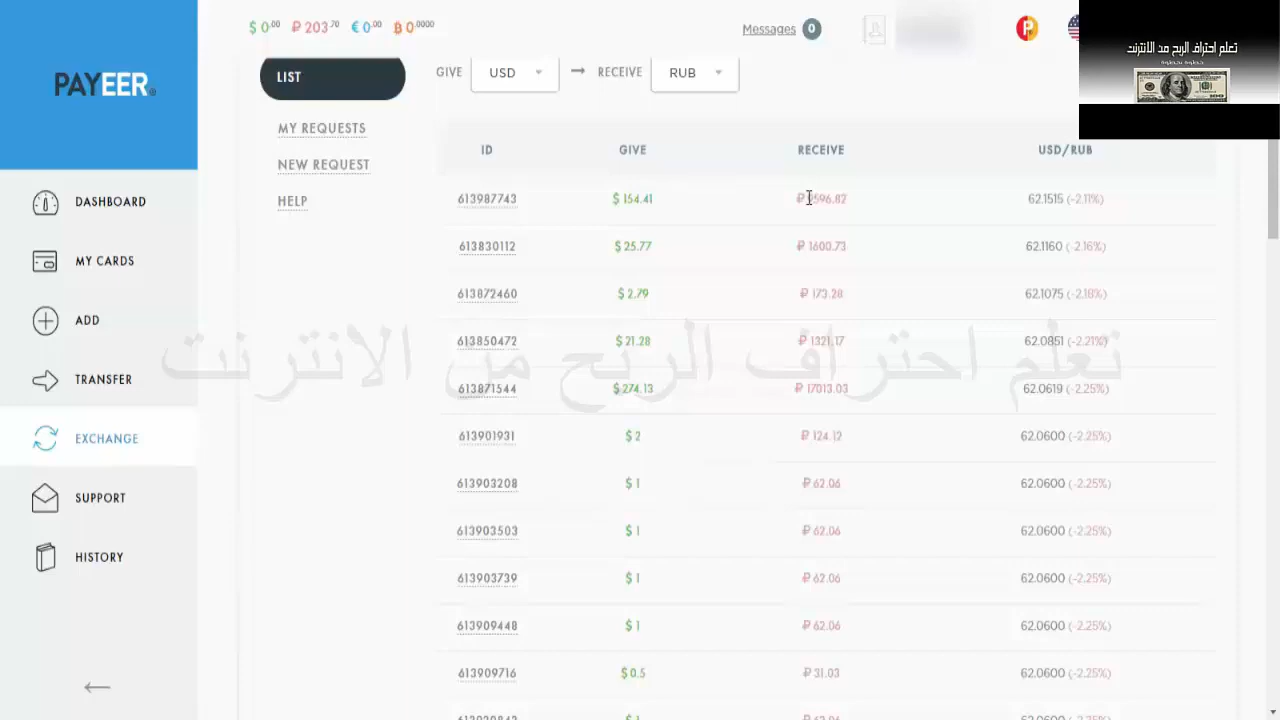 $ 0.00 ₽ 203.70 € 0.00 ฿ 0.0000 Messages 0
تعلم احتراف الربح من الانترنت
PAYEER
LIST GIVE USD → RECEIVE RUB
MY REQUESTS
NEW REQUEST
HELP
ID GIVE RECEIVE USD/RUB
613987743 $ 154.41 ₽ 9596.82 62.1515 (-2.11%)
613830112 $ 25.77 ₽ 1600.73 62.1160 (-2.16%)
613872460 $ 2.79 ₽ 173.28 62.1075 (-2.18%)
613850472 $ 21.28 ₽ 1321.17 62.0851 (-2.21%)
613871544 $ 274.13 ₽ 17013.03 62.0619 (-2.25%)
613901931 $ 2 ₽ 124.12 62.0600 (-2.25%)
613903208 $ 1 ₽ 62.06 62.0600 (-2.25%)
613903503 $ 1 ₽ 62.06 62.0600 (-2.25%)
613903739 $ 1 ₽ 62.06 62.0600 (-2.25%)
613909448 $ 1 ₽ 62.06 62.0600 (-2.25%)
613909716 $ 0.5 ₽ 31.03 62.0600 (-2.25%)
DASHBOARD
MY CARDS
ADD
TRANSFER
EXCHANGE
SUPPORT
HISTORY
تعلم احتراف الربح من الانترنت